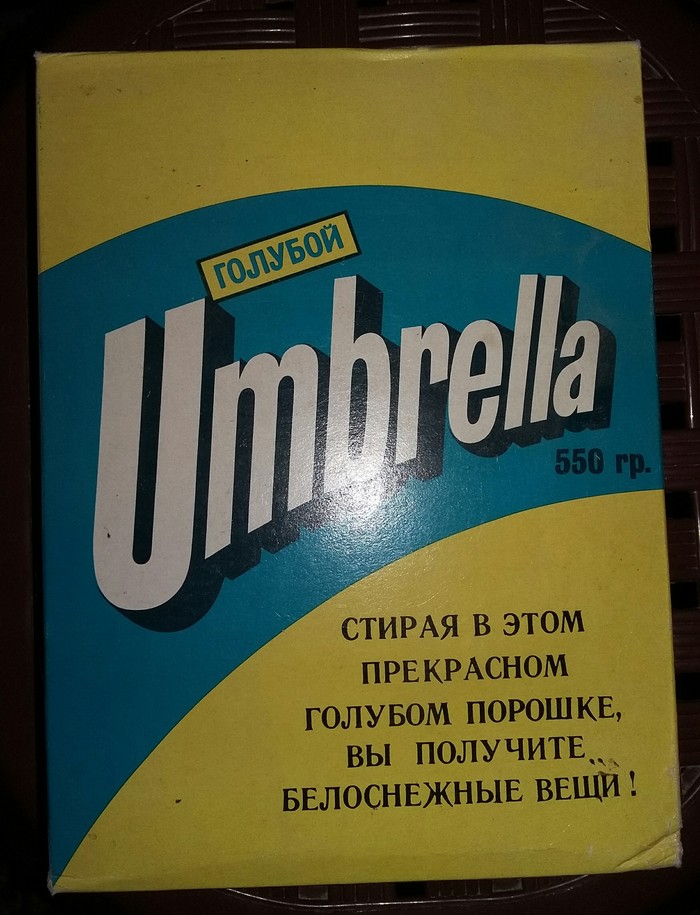 ГОЛУБОЙ
Umbrella
550 гр.
СТИРАЯ В ЭТОМ
ПРЕКРАСНОМ
ГОЛУБОМ ПОРОШКЕ,
ВЫ ПОЛУЧИТЕ
БЕЛОСНЕЖНЫЕ ВЕЩИ!